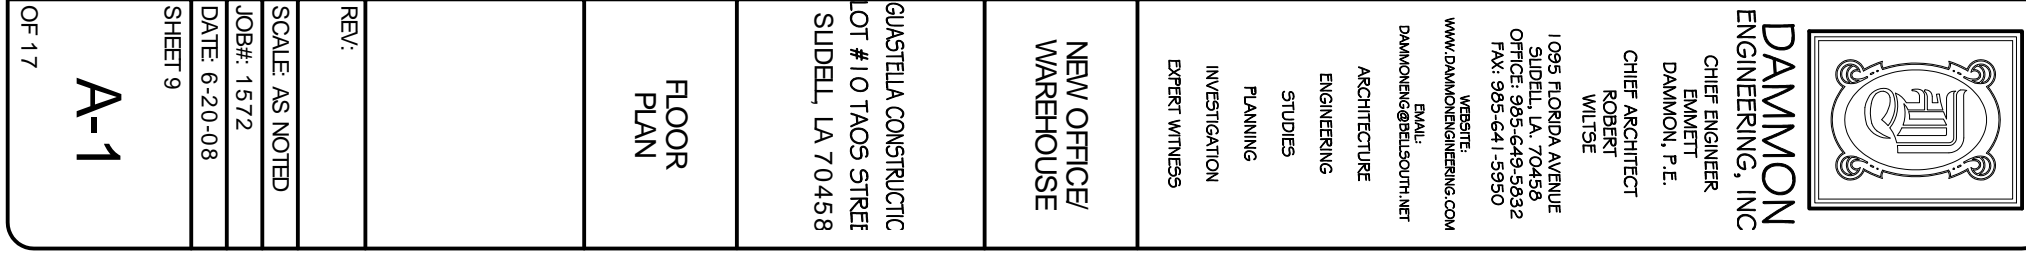 DAMMON
ENGINEERING, INC
CHIEF ENGINEER
EMMETT
DAMMON, P.E.
CHIEF ARCHITECT
ROBERT
WILTSE
1095 FLORIDA AVENUE
SLIDELL, LA. 70458
OFFICE: 985-649-5832
FAX: 985-641-5950
WEBSITE:
WWW.DAMMONENGINEERING.COM
EMAIL:
DAMMONENG@BELLSOUTH.NET
ARCHITECTURE
ENGINEERING
STUDIES
PLANNING
INVESTIGATION
EXPERT WITNESS
NEW OFFICE/
WAREHOUSE
GUASTELLA CONSTRUCTIO
LOT #10 TAOS STREE
SLIDELL, LA 70458
FLOOR
PLAN
REV:
SCALE: AS NOTED
JOB#: 1572
DATE: 6-20-08
SHEET 9
A-1
OF 17